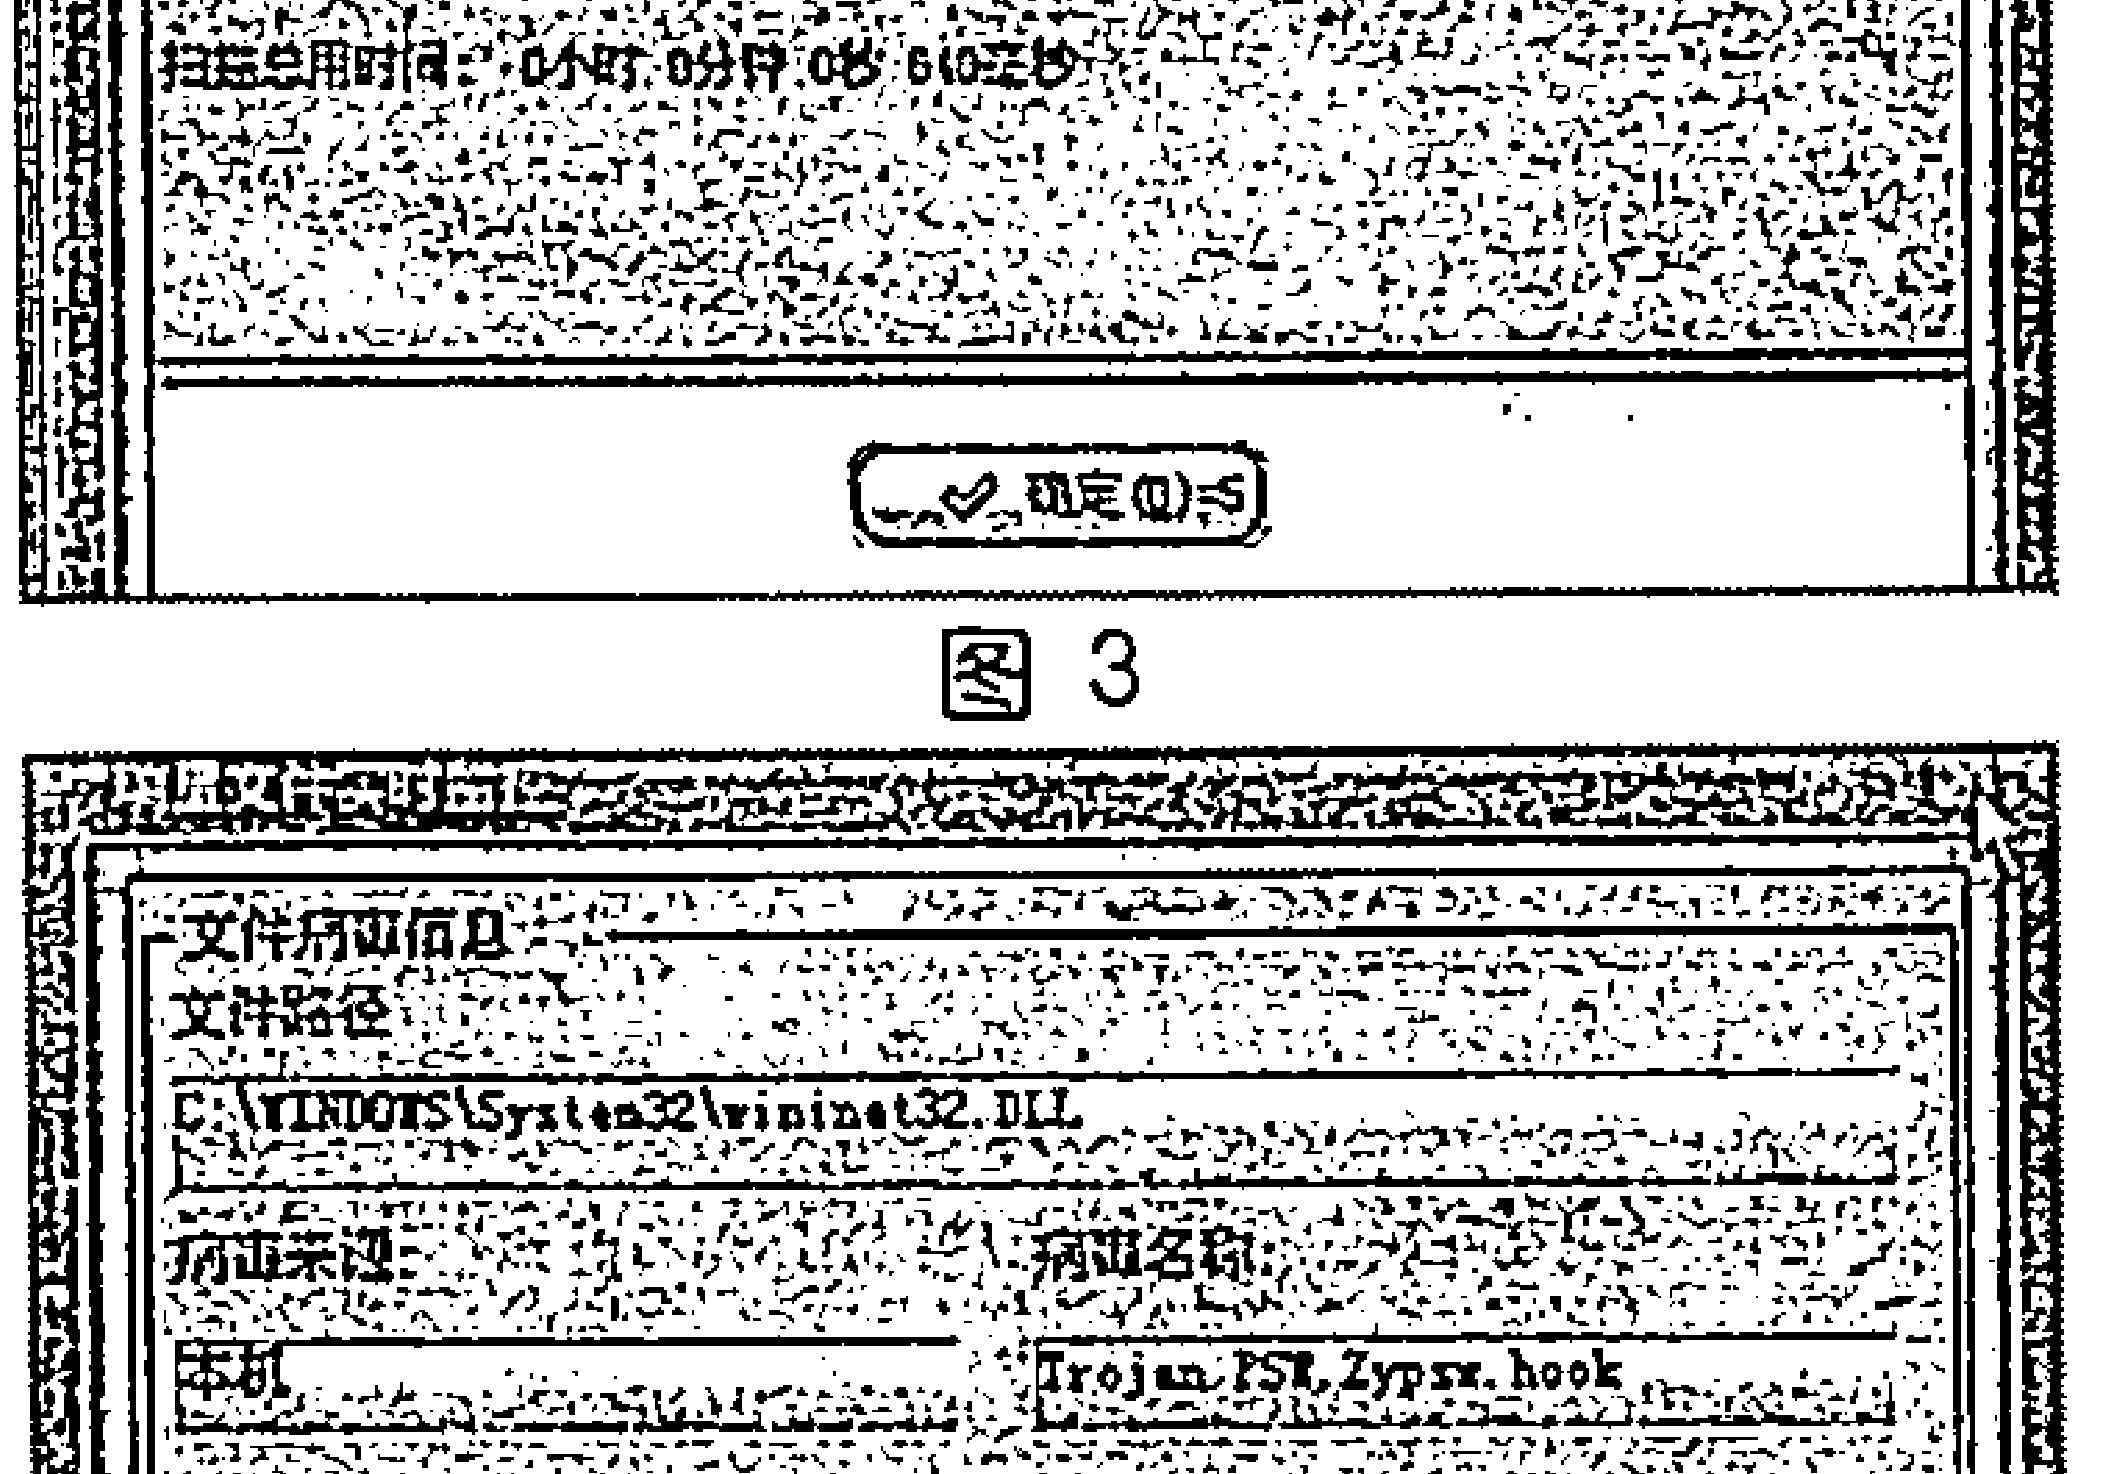 扫描总用时间: 0小时 0分钟 0秒 60毫秒
确定(Q)=5
图 3
文件病毒信息
文件路径
C:\WINDOWS\System32\wininet32.DLL
病毒来源: 病毒名称:
本机 Trojan.PSW.Zypsw.hook